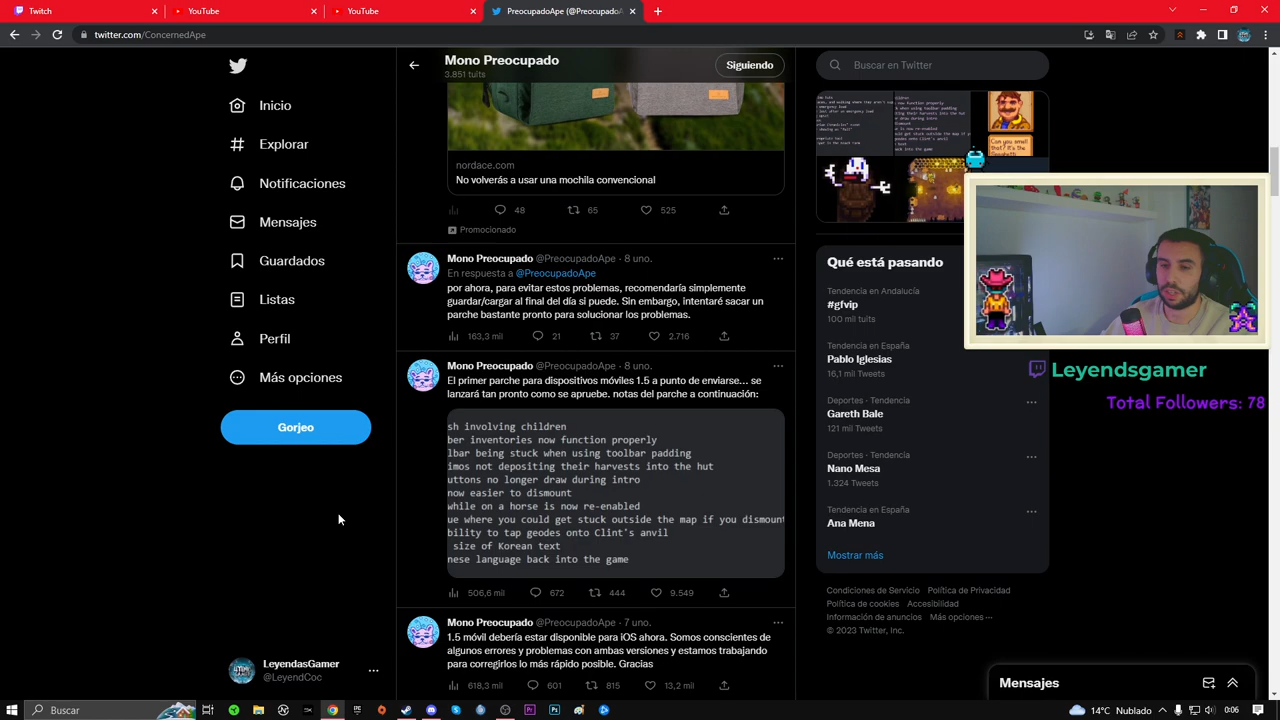 Twitch
YouTube
YouTube
PreocupadoApe (@PreocupadoA
twitter.com/ConcernedApe
Inicio
Explorar
Notificaciones
Mensajes
Guardados
Listas
Perfil
Más opciones
Gorjeo
LeyendasGamer
@LeyendCoc
Mono Preocupado
3.851 tuits
Siguiendo
nordace.com
No volverás a usar una mochila convencional
48
65
525
Promocionado
Mono Preocupado @PreocupadoApe · 8 uno.
En respuesta a @PreocupadoApe
por ahora, para evitar estos problemas, recomendaría simplemente
guardar/cargar al final del día si puede. Sin embargo, intentaré sacar un
parche bastante pronto para solucionar los problemas.
163,3 mil
21
37
2.716
Mono Preocupado @PreocupadoApe · 8 uno.
El primer parche para dispositivos móviles 1.5 a punto de enviarse... se
lanzará tan pronto como se apruebe. notas del parche a continuación:
sh involving children
ber inventories now function properly
lbar being stuck when using toolbar padding
imos not depositing their harvests into the hut
uttons no longer draw during intro
now easier to dismount
while on a horse is now re-enabled
ue where you could get stuck outside the map if you dismount
bility to tap geodes onto Clint's anvil
size of Korean text
nese language back into the game
506,6 mil
672
444
9.549
Mono Preocupado @PreocupadoApe · 7 uno.
1.5 móvil debería estar disponible para iOS ahora. Somos conscientes de
algunos errores y problemas con ambas versiones y estamos trabajando
para corregirlos lo más rápido posible. Gracias
618,3 mil
601
815
13,2 mil
Buscar en Twitter
Qué está pasando
Tendencia en Andalucía
#gfvip
100 mil tuits
Tendencia en España
Pablo Iglesias
16,1 mil Tweets
Deportes · Tendencia
Gareth Bale
121 mil Tweets
Deportes · Tendencia
Nano Mesa
1.324 Tweets
Tendencia en España
Ana Mena
Mostrar más
Condiciones de Servicio Política de Privacidad
Política de cookies Accesibilidad
Información de anuncios Más opciones ···
© 2023 Twitter, Inc.
Leyendsgamer
Total Followers: 78
Mensajes
Buscar
14°C Nublado
0:06